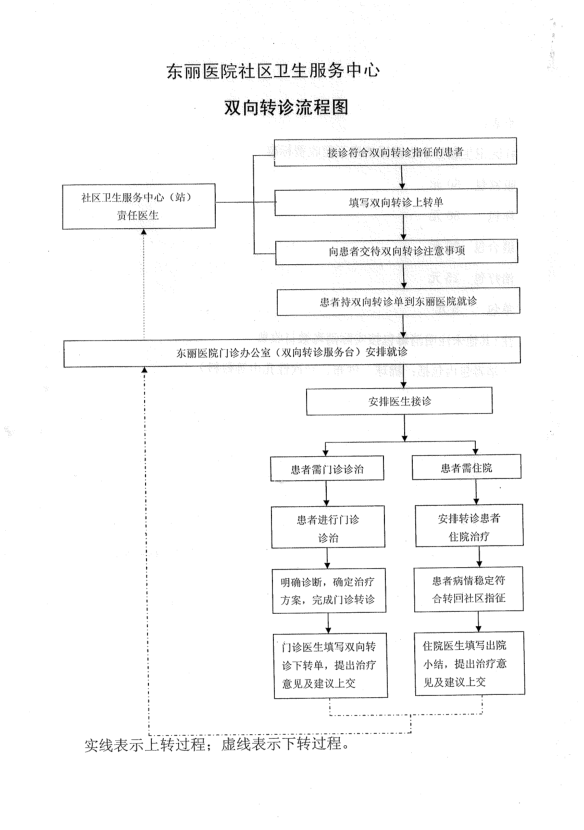 东丽医院社区卫生服务中心
双向转诊流程图
接诊符合双向转诊指征的患者
社区卫生服务中心（站）
责任医生
填写双向转诊上转单
向患者交待双向转诊注意事项
患者持双向转诊单到东丽医院就诊
东丽医院门诊办公室（双向转诊服务台）安排就诊
安排医生接诊
患者需门诊诊治
患者需住院
患者进行门诊
诊治
安排转诊患者
住院治疗
明确诊断，确定治疗
方案，完成门诊转诊
患者病情稳定符
合转回社区指征
门诊医生填写双向转
诊下转单，提出治疗
意见及建议上交
住院医生填写出院
小结，提出治疗意
见及建议上交
实线表示上转过程；虚线表示下转过程。